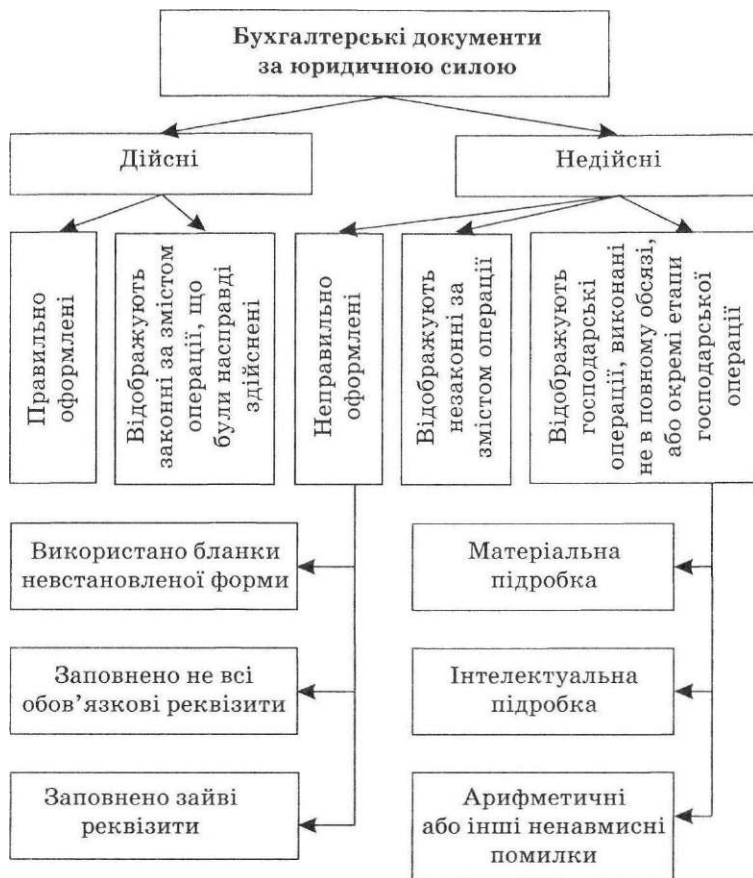 Бухгалтерські документи
за юридичною силою
Дійсні
Недійсні
Правильно
оформлені
Відображують
законні за змістом
операції, що
були насправді
здійснені
Неправильно
оформлені
Відображують
незаконні за
змістом операції
Відображують
господарські
операції, виконані
не в повному обсязі,
або окремі етапи
господарської
операції
Використано бланки
невстановленої форми
Матеріальна
підробка
Заповнено не всі
обов’язкові реквізити
Інтелектуальна
підробка
Заповнено зайві
реквізити
Арифметичні
або інші ненавмисні
помилки